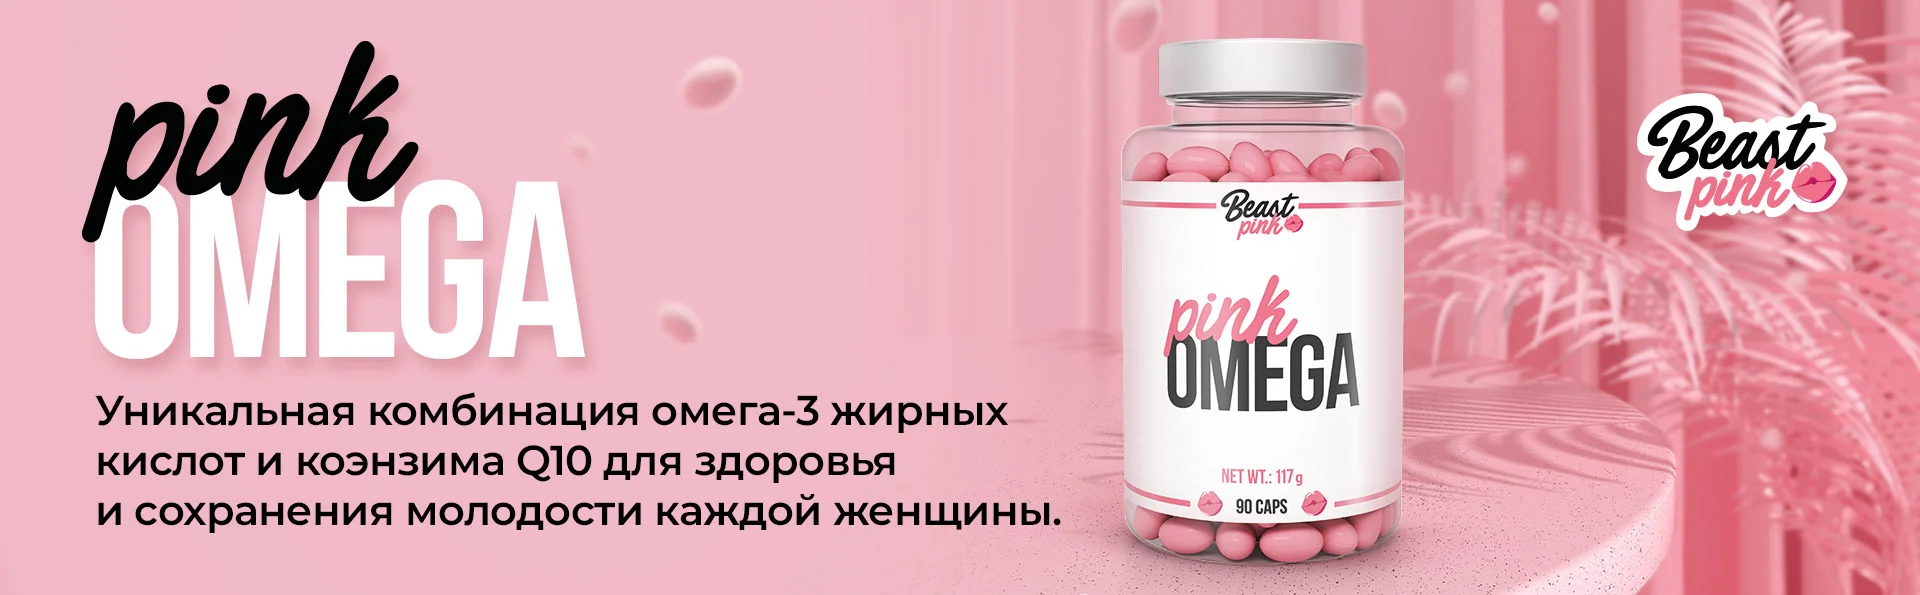 pink
OMEGA
Уникальная комбинация омега-3 жирных
кислот и коэнзима Q10 для здоровья
и сохранения молодости каждой женщины.
Beast
pink
pink
OMEGA
NET WT.: 117 g
90 CAPS
Beast
pink